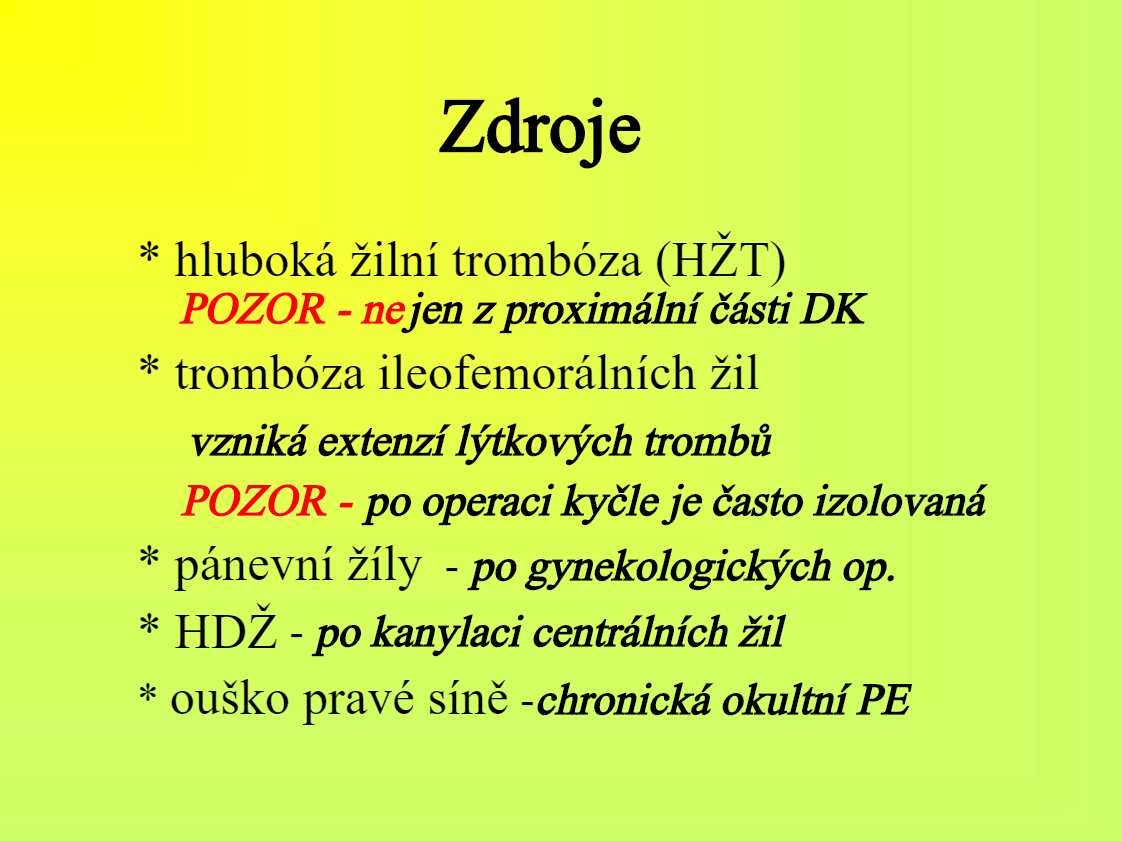 Zdroje
* hluboká žilní trombóza (HŽT)
POZOR - nejen z proximální části DK
* trombóza ileofemorálních žil
vzniká extenzí lýtkových trombů
POZOR - po operaci kyčle je často izolovaná
* pánevní žíly - po gynekologických op.
* HDŽ - po kanylaci centrálních žil
* ouško pravé síně -chronická okultní PE